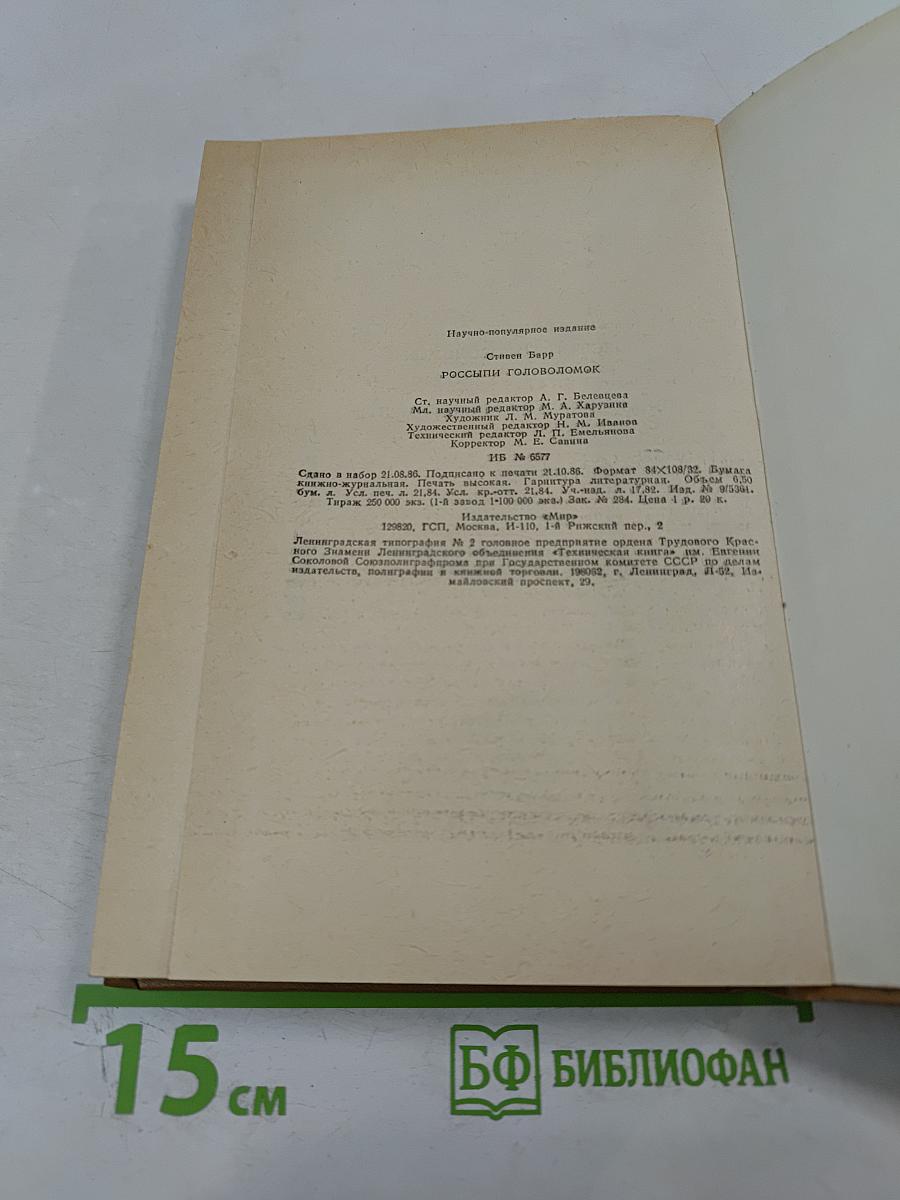 Научно-популярное издание
Стивен Барр
РОССЫПИ ГОЛОВОЛОМОК
Ст. научный редактор А. Г. Белевцева
Мл. научный редактор М. А. Харузина
Художник Л. М. Муратова
Художественный редактор Н. М. Иванов
Технический редактор Л. П. Емельянова
Корректор М. Е. Савина
ИБ № 6577
Сдано в набор 21.08.86. Подписано к печати 21.10.86. Формат 84×108/32. Бумага
книжно-журнальная. Печать высокая. Гарнитура литературная. Объем 6,50
бум. л. Усл. печ. л. 21,84. Усл. кр.-отт. 21,84. Уч.-изд. л. 17,82. Изд. № 9/5364.
Тираж 250 000 экз. (1-й завод 1-100 000 экз.) Зак. № 284. Цена 1 р. 20 к.
Издательство «Мир»
129820, ГСП, Москва, И-110, 1-й Рижский пер., 2
Ленинградская типография № 2 головное предприятие ордена Трудового Крас-
ного Знамени Ленинградского объединения «Техническая книга» им. Евгении
Соколовой Союзполиграфпрома при Государственном комитете СССР по делам
издательств, полиграфии и книжной торговли. 198052, г. Ленинград, Л-52, Из-
майловский проспект, 29.
15 см
БФ БИБЛИОФАН